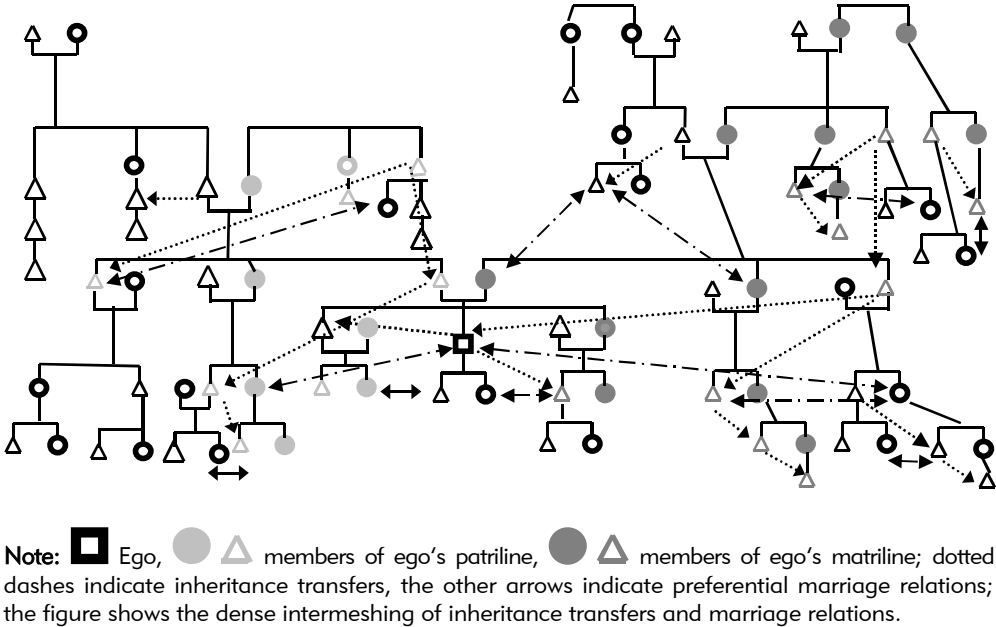 Note: Ego, members of ego's patriline, members of ego's matriline; dotted
dashes indicate inheritance transfers, the other arrows indicate preferential marriage relations;
the figure shows the dense intermeshing of inheritance transfers and marriage relations.